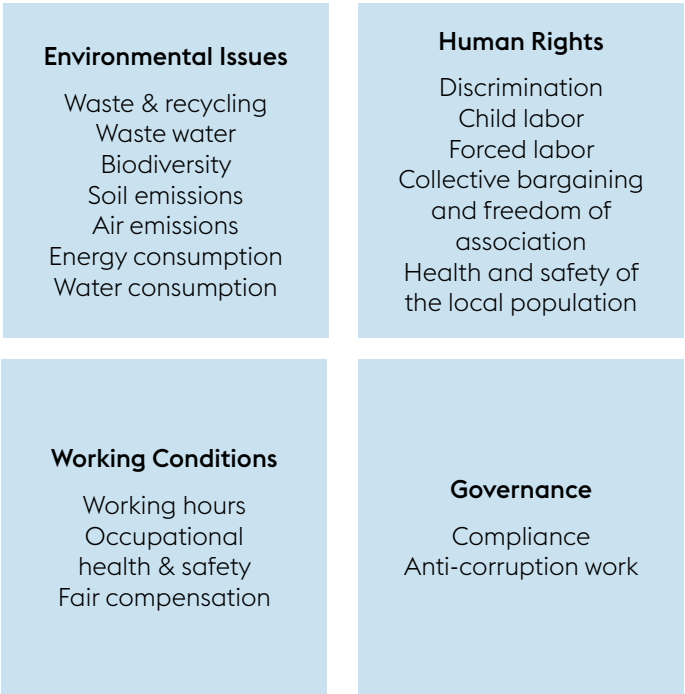 Environmental Issues
Waste & recycling
Waste water
Biodiversity
Soil emissions
Air emissions
Energy consumption
Water consumption
Human Rights
Discrimination
Child labor
Forced labor
Collective bargaining
and freedom of
association
Health and safety of
the local population
Working Conditions
Working hours
Occupational
health & safety
Fair compensation
Governance
Compliance
Anti-corruption work